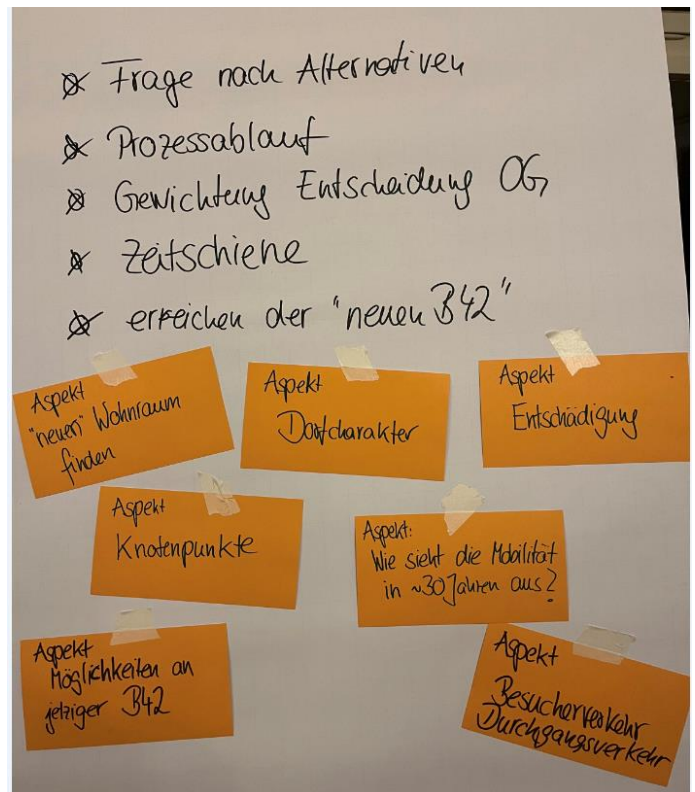 Frage nach Alternativen
Prozessablauf
Gewichtung Entscheidung OG,
Zeitschiene
erreichen der "neuen B42"
Aspekt
"neuen" Wohnraum
finden
Aspekt
Dorfcharakter
Aspekt
Entschädigung
Aspekt
Knotenpunkte
Aspekt:
Wie sieht die Mobilität
in ~30 Jahren aus?
Aspekt
Möglichkeiten an
jetziger B42
Aspekt
Besucherverkehr
Durchgangsverkehr